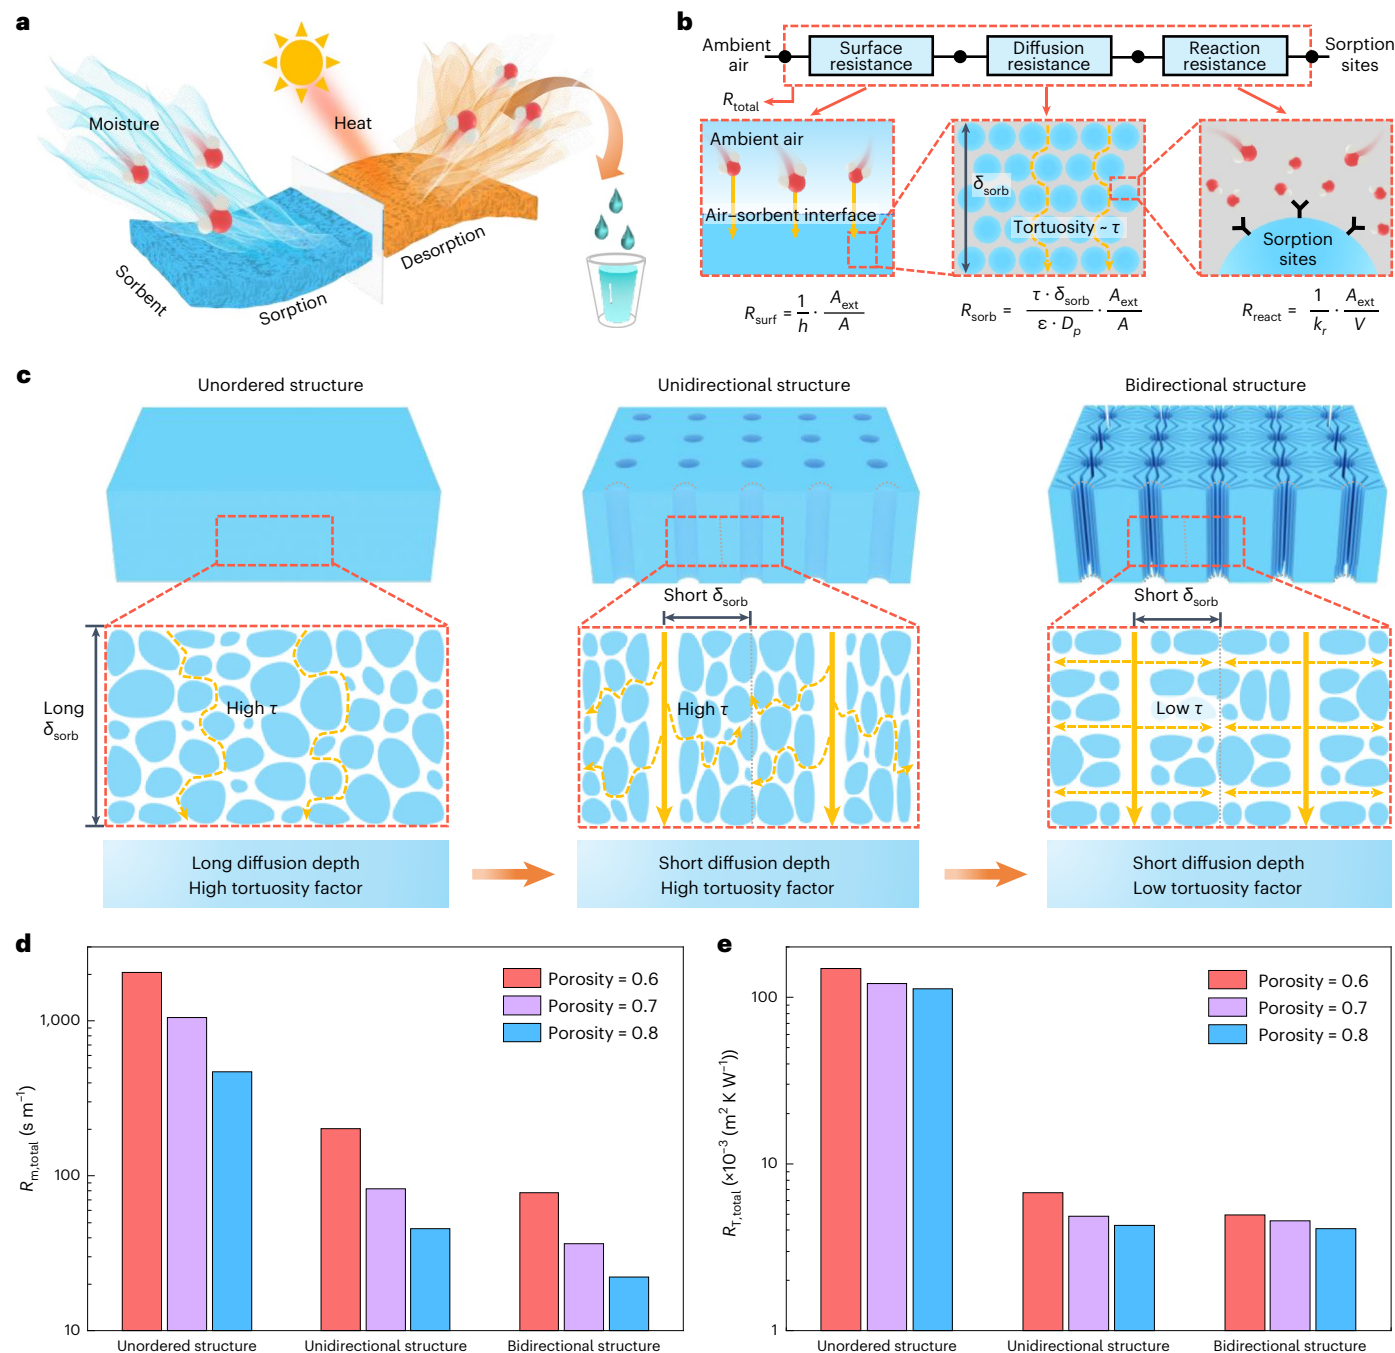 a
Moisture
Heat
Sorbent
Sorption
Desorption
b
Ambient
air
Surface
resistance
Diffusion
resistance
Reaction
resistance
Sorption
sites
R_total
Ambient air
Air–sorbent interface
δ_sorb
Tortuosity ~ τ
Sorption
sites
R_surf = 1/h · A_ext/A
R_sorb = τ · δ_sorb/ε · D_p · A_ext/A
R_react = 1/k_r · A_ext/V
c
Unordered structure
Unidirectional structure
Bidirectional structure
Short δ_sorb
Short δ_sorb
Long
δ_sorb
High τ
High τ
Low τ
Long diffusion depth
High tortuosity factor
Short diffusion depth
High tortuosity factor
Short diffusion depth
Low tortuosity factor
d
R_m,total (s m⁻¹)
1,000
100
10
Porosity = 0.6
Porosity = 0.7
Porosity = 0.8
Unordered structure
Unidirectional structure
Bidirectional structure
e
R_T,total (×10⁻³ (m² K W⁻¹))
100
10
1
Porosity = 0.6
Porosity = 0.7
Porosity = 0.8
Unordered structure
Unidirectional structure
Bidirectional structure